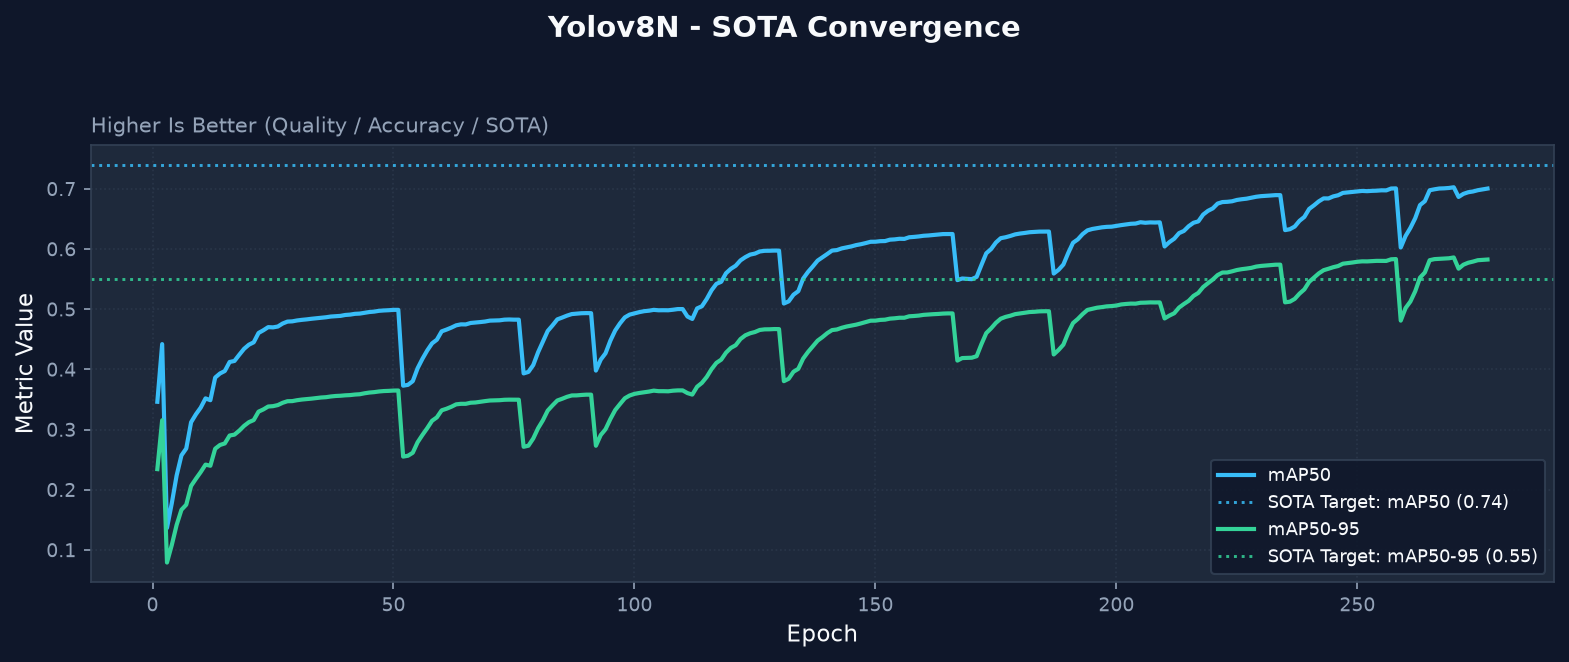 Yolov8N - SOTA Convergence
Higher Is Better (Quality / Accuracy / SOTA)
Metric Value
0.7
0.6
0.5
0.4
0.3
0.2
0.1
mAP50
SOTA Target: mAP50 (0.74)
mAP50-95
SOTA Target: mAP50-95 (0.55)
0 50 100 150 200 250
Epoch